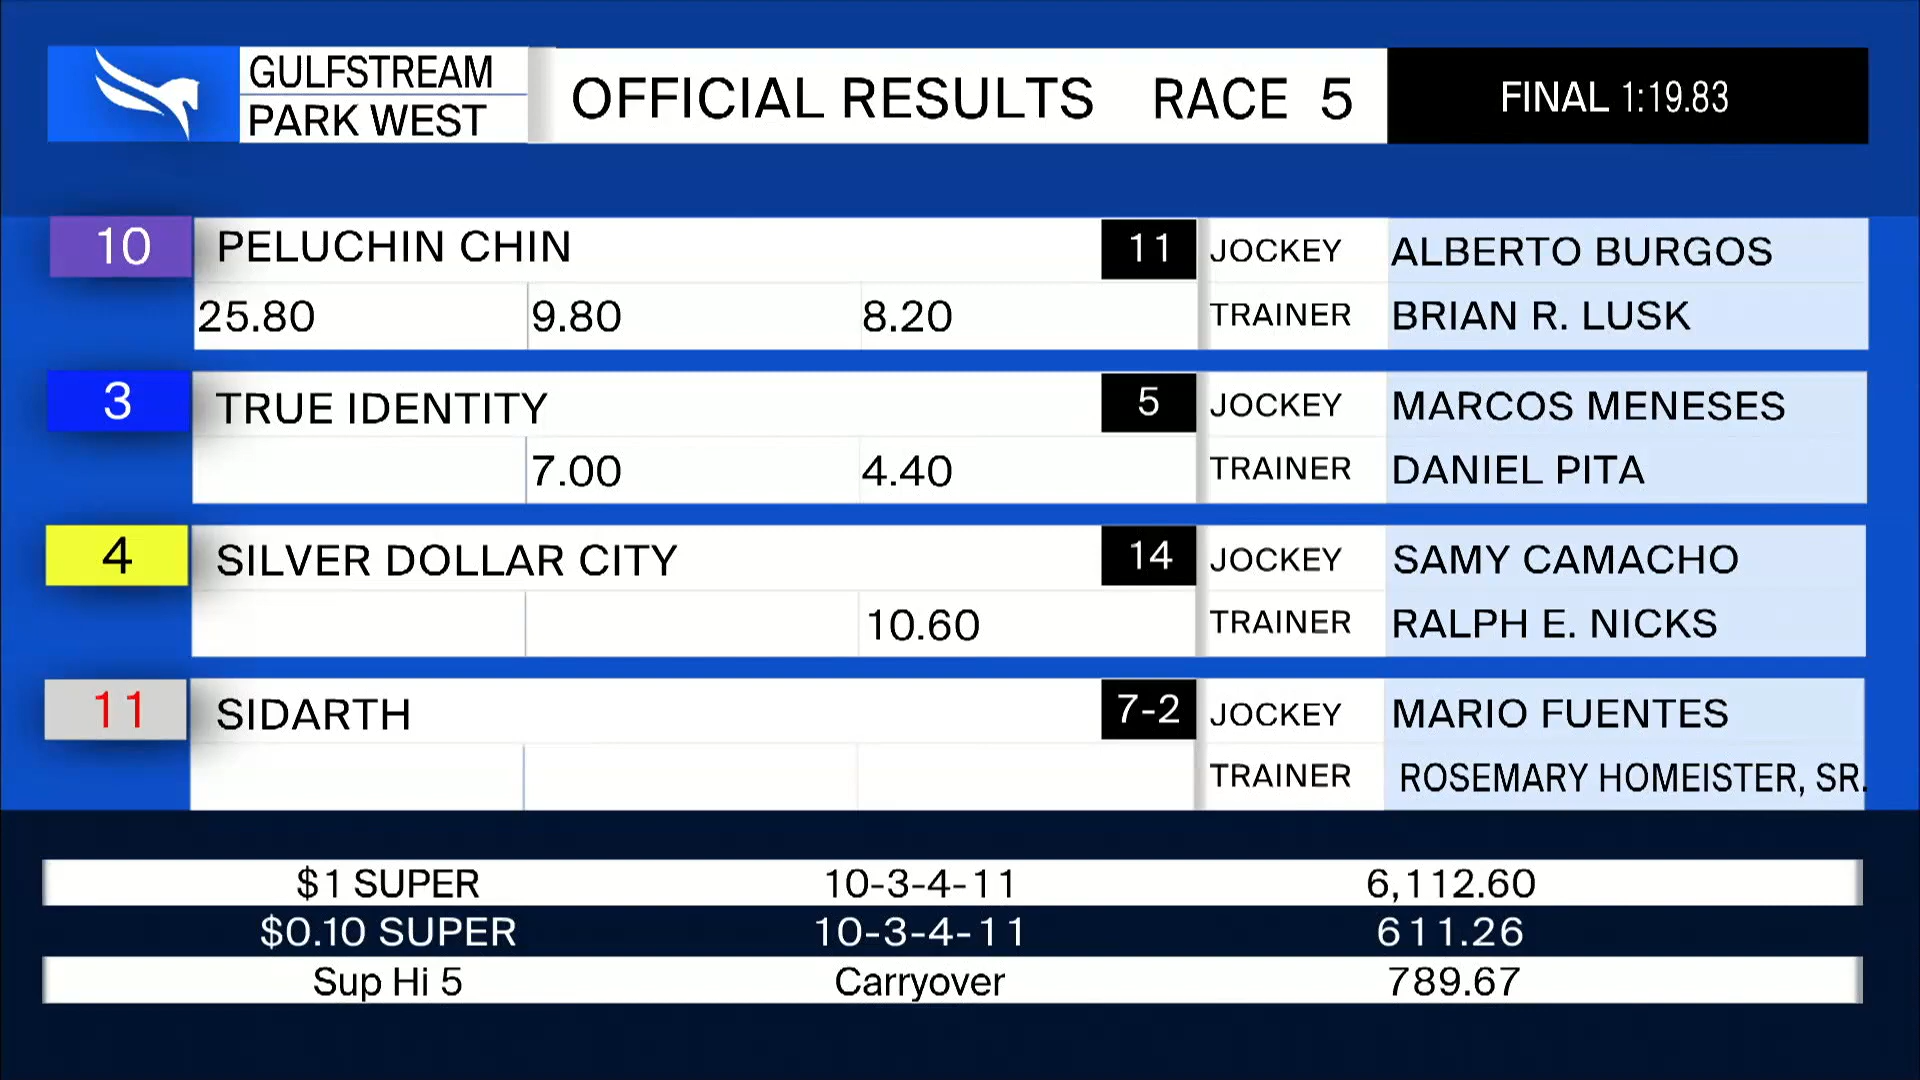 GULFSTREAM
PARK WEST
OFFICIAL RESULTS RACE 5
FINAL 1:19.83
10 PELUCHIN CHIN 11 JOCKEY ALBERTO BURGOS
25.80 9.80 8.20 TRAINER BRIAN R. LUSK
3 TRUE IDENTITY 5 JOCKEY MARCOS MENESES
7.00 4.40 TRAINER DANIEL PITA
4 SILVER DOLLAR CITY 14 JOCKEY SAMY CAMACHO
10.60 TRAINER RALPH E. NICKS
11 SIDARTH 7-2 JOCKEY MARIO FUENTES
TRAINER ROSEMARY HOMEISTER, SR.
$1 SUPER 10-3-4-11 6,112.60
$0.10 SUPER 10-3-4-11 611.26
Sup Hi 5 Carryover 789.67